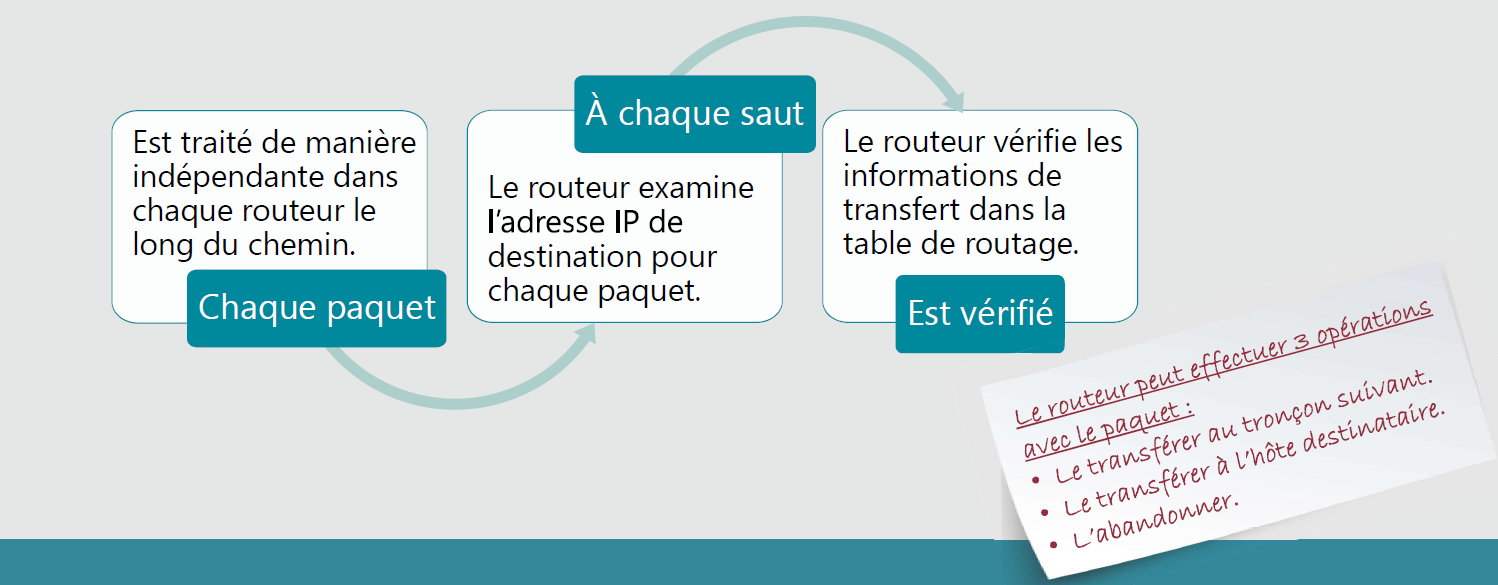 Est traité de manière
indépendante dans
chaque routeur le
long du chemin.
Chaque paquet
À chaque saut
Le routeur examine
l'adresse IP de
destination pour
chaque paquet.
Le routeur vérifie les
informations de
transfert dans la
table de routage.
Est vérifié
Le routeur peut effectuer 3 opérations
avec le paquet :
• Le transférer au tronçon suivant.
• Le transférer à l'hôte destinataire.
• L'abandonner.